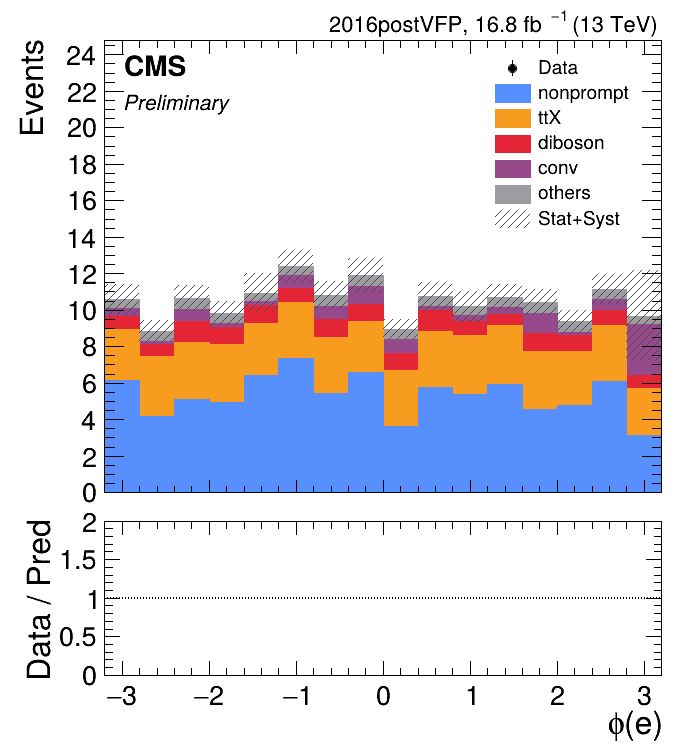 2016postVFP, 16.8 fb⁻¹ (13 TeV)
Events
CMS
Preliminary
Data
nonprompt
ttX
diboson
conv
others
Stat+Syst
24
22
20
18
16
14
12
10
8
6
4
2
0
Data / Pred
2
1.5
1
0.5
0
−3 −2 −1 0 1 2 3
ϕ(e)